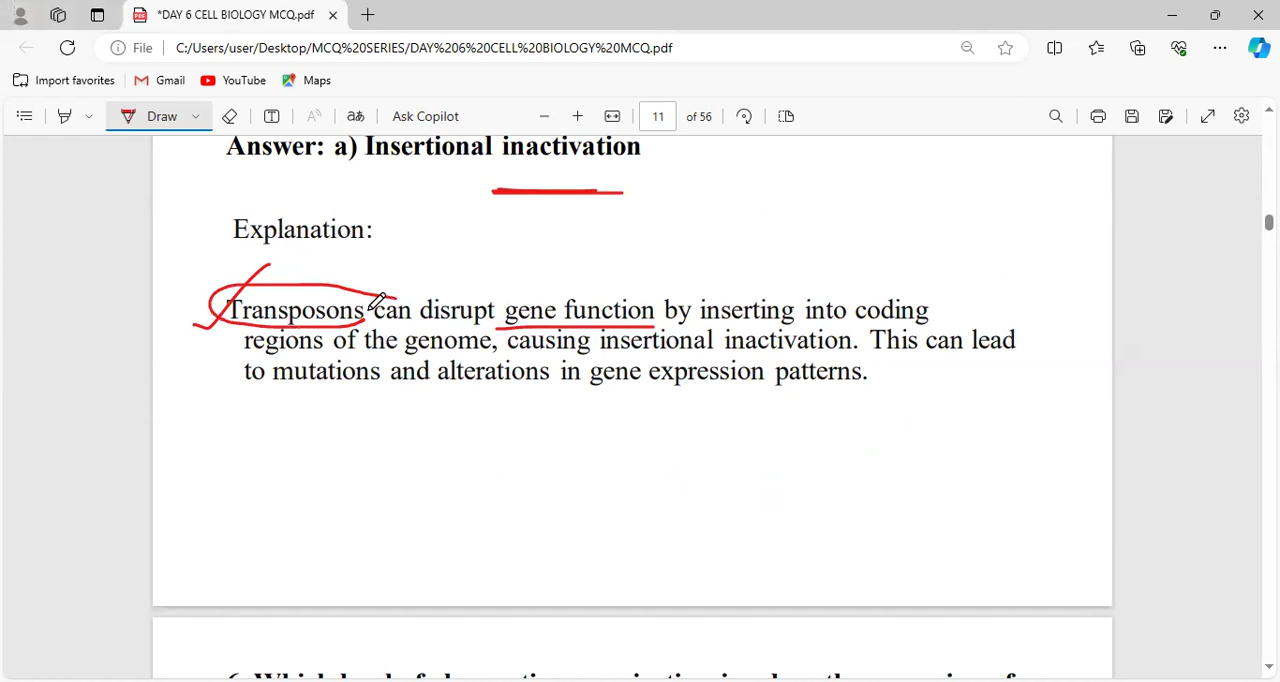 *DAY 6 CELL BIOLOGY MCQ.pdf
File C:/Users/user/Desktop/MCQ%20SERIES/DAY%206%20CELL%20BIOLOGY%20MCQ.pdf
Import favorites Gmail YouTube Maps
Draw aあ Ask Copilot 11 of 56
Answer: a) Insertional inactivation
Explanation:
Transposons can disrupt gene function by inserting into coding
regions of the genome, causing insertional inactivation. This can lead
to mutations and alterations in gene expression patterns.